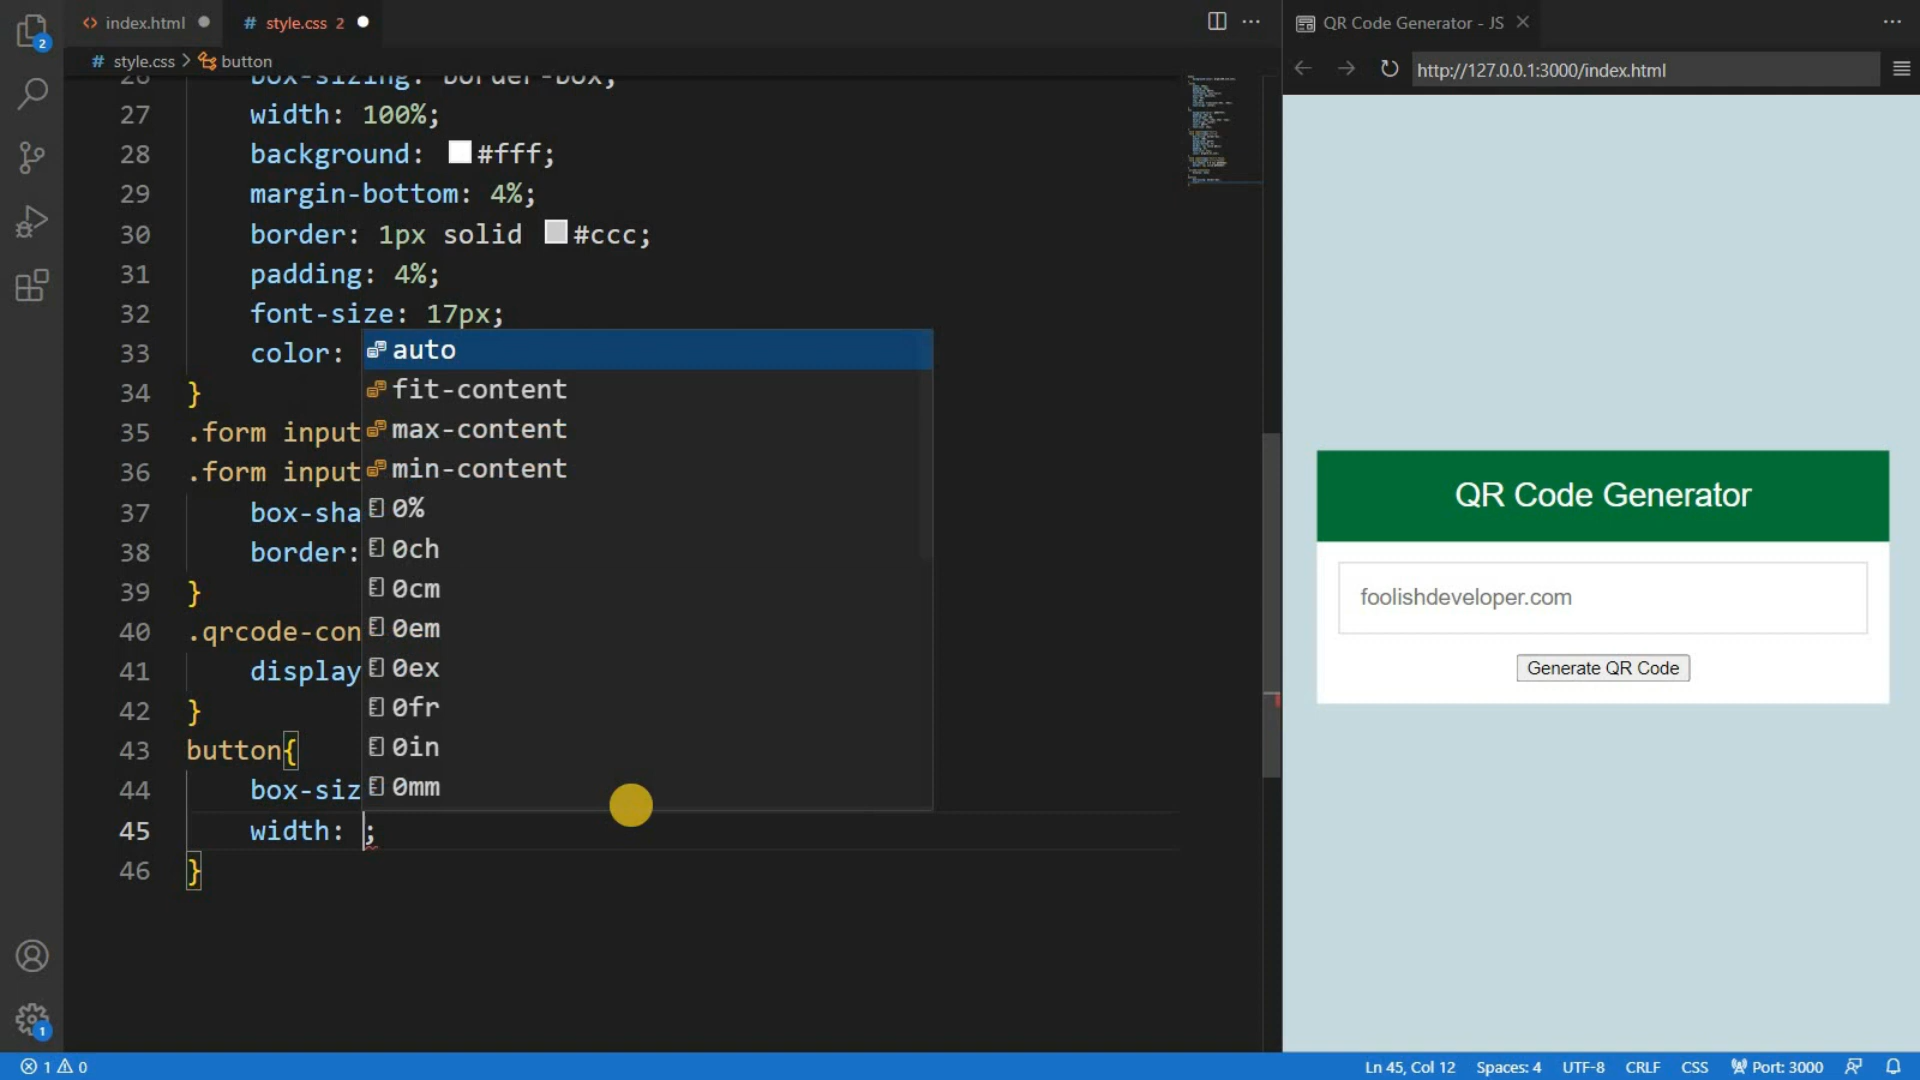 index.html
style.css 2
style.css > button
QR Code Generator - JS
http://127.0.0.1:3000/index.html
26 box-sizing: border-box;
27 width: 100%;
28 background: #fff;
29 margin-bottom: 4%;
30 border: 1px solid #ccc;
31 padding: 4%;
32 font-size: 17px;
33 color:
34 }
35 .form input
36 .form input
37 box-sha
38 border:
39 }
40 .qrcode-con
41 display
42 }
43 button{
44 box-siz
45 width: ;
46 }
auto
fit-content
max-content
min-content
0%
0ch
0cm
0em
0ex
0fr
0in
0mm
QR Code Generator
foolishdeveloper.com
Generate QR Code
2
1
1 0
Ln 45, Col 12 Spaces: 4 UTF-8 CRLF CSS Port: 3000